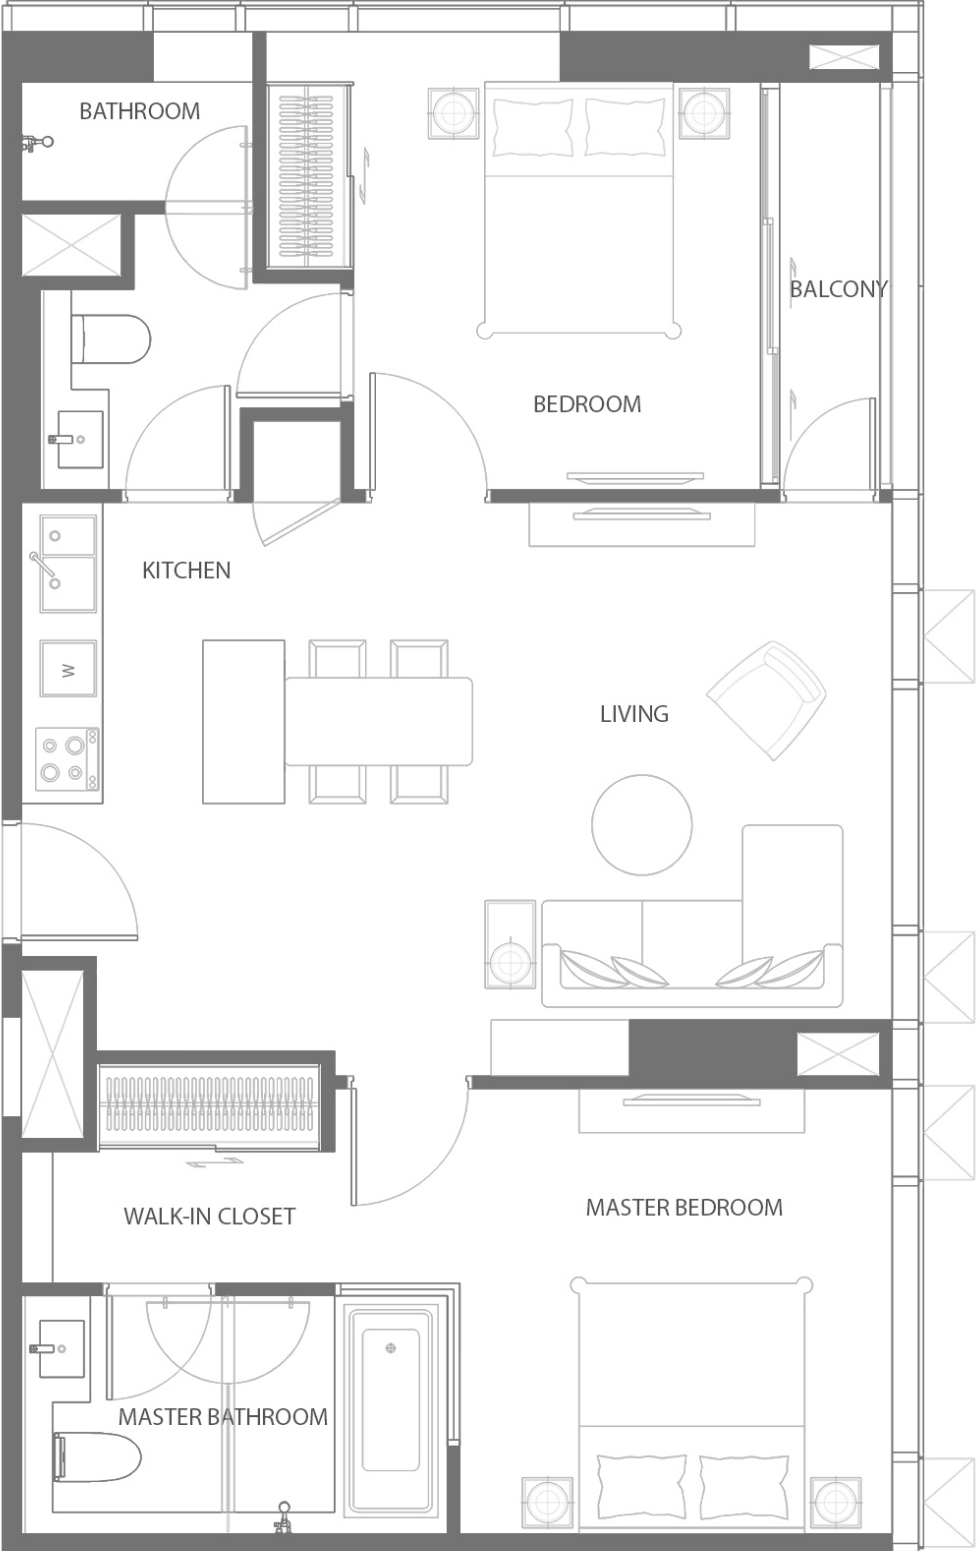 BATHROOM
BALCONY
BEDROOM
KITCHEN
W
LIVING
WALK-IN CLOSET
MASTER BEDROOM
MASTER BATHROOM